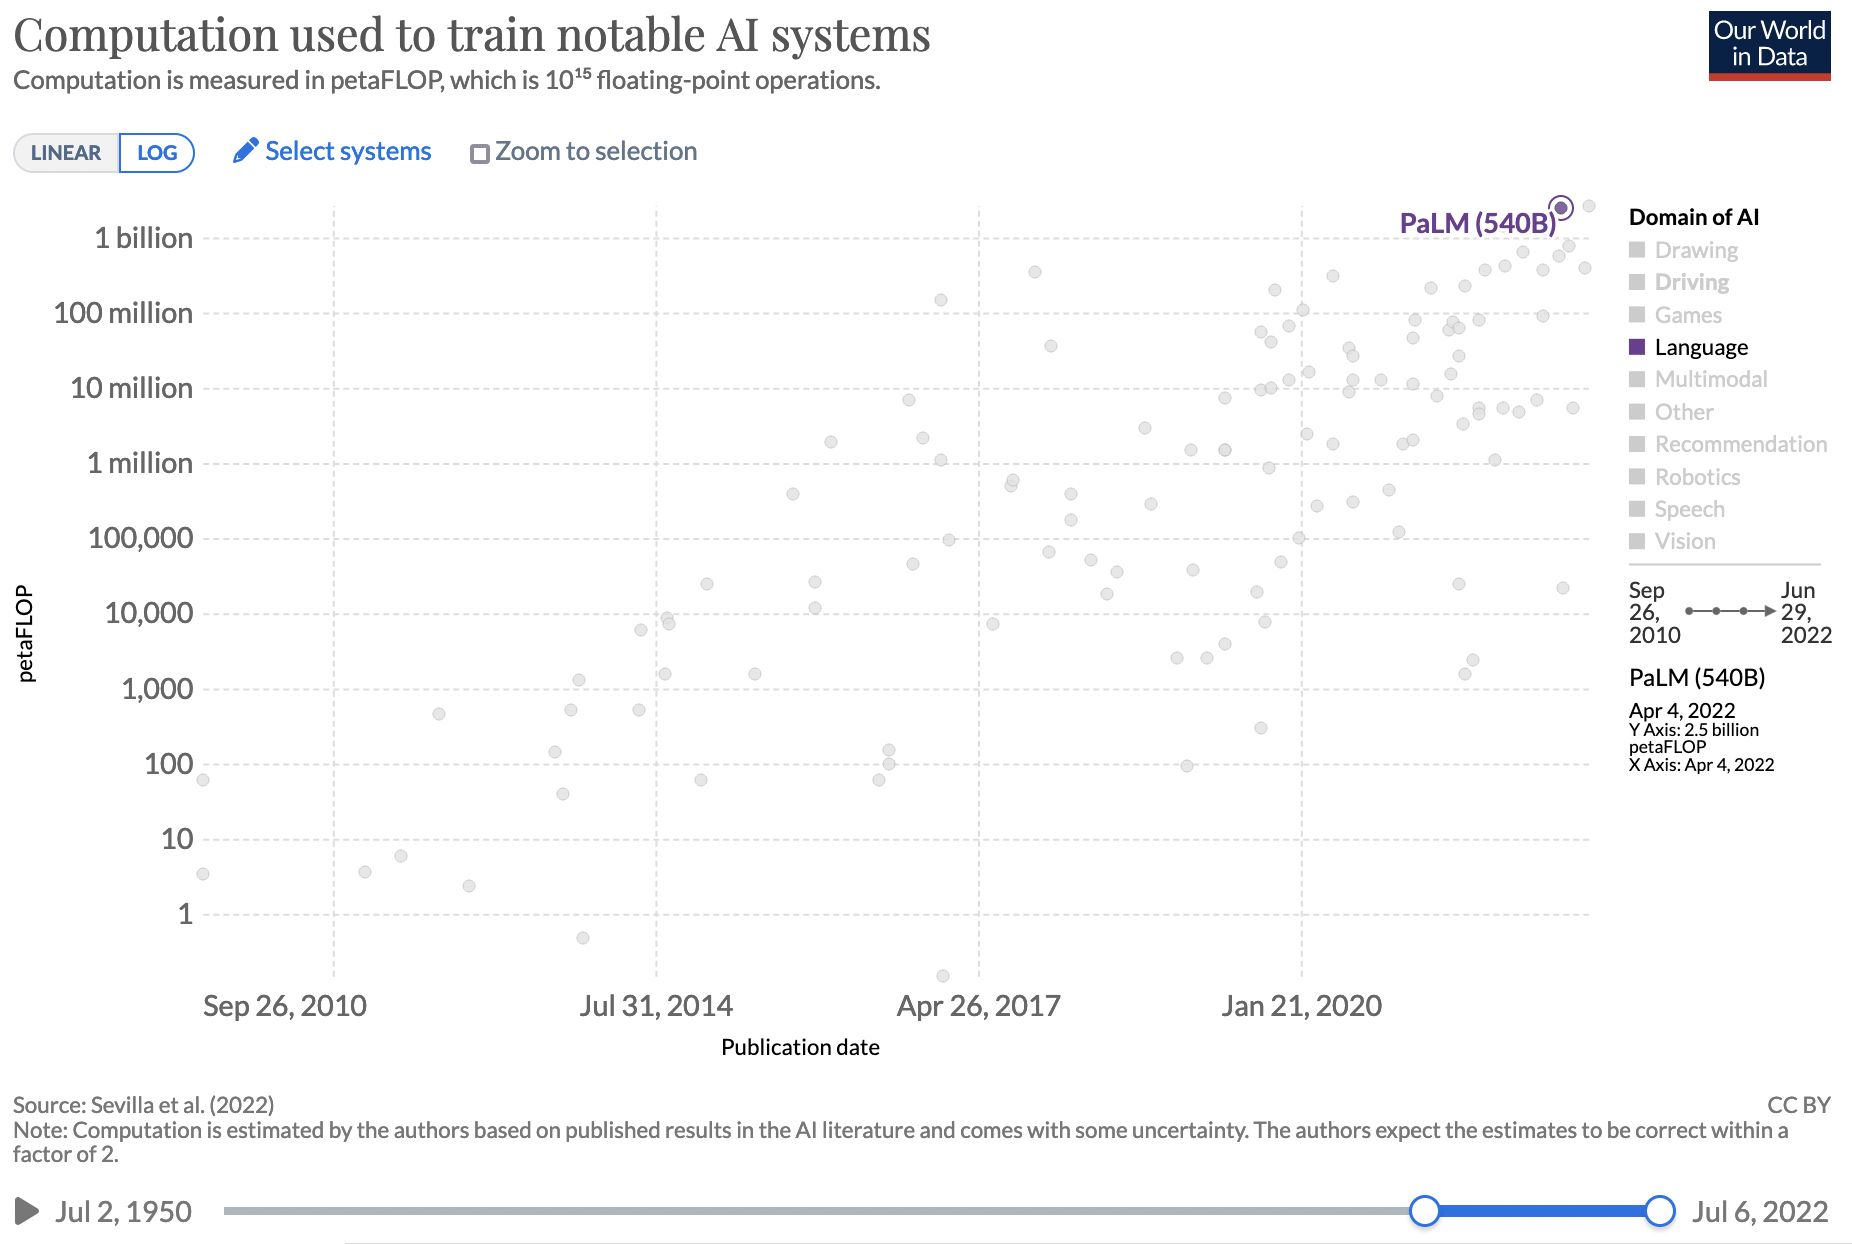 Computation used to train notable AI systems
Computation is measured in petaFLOP, which is 10¹⁵ floating-point operations.
Our World
in Data
LINEAR
LOG
Select systems
Zoom to selection
1 billion
100 million
10 million
1 million
100,000
10,000
1,000
100
10
1
petaFLOP
PaLM (540B)
Sep 26, 2010
Jul 31, 2014
Apr 26, 2017
Jan 21, 2020
Publication date
Domain of AI
Drawing
Driving
Games
Language
Multimodal
Other
Recommendation
Robotics
Speech
Vision
Sep
26,
2010
Jun
29,
2022
PaLM (540B)
Apr 4, 2022
Y Axis: 2.5 billion
petaFLOP
X Axis: Apr 4, 2022
Source: Sevilla et al. (2022)
CC BY
Note: Computation is estimated by the authors based on published results in the AI literature and comes with some uncertainty. The authors expect the estimates to be correct within a
factor of 2.
Jul 2, 1950
Jul 6, 2022